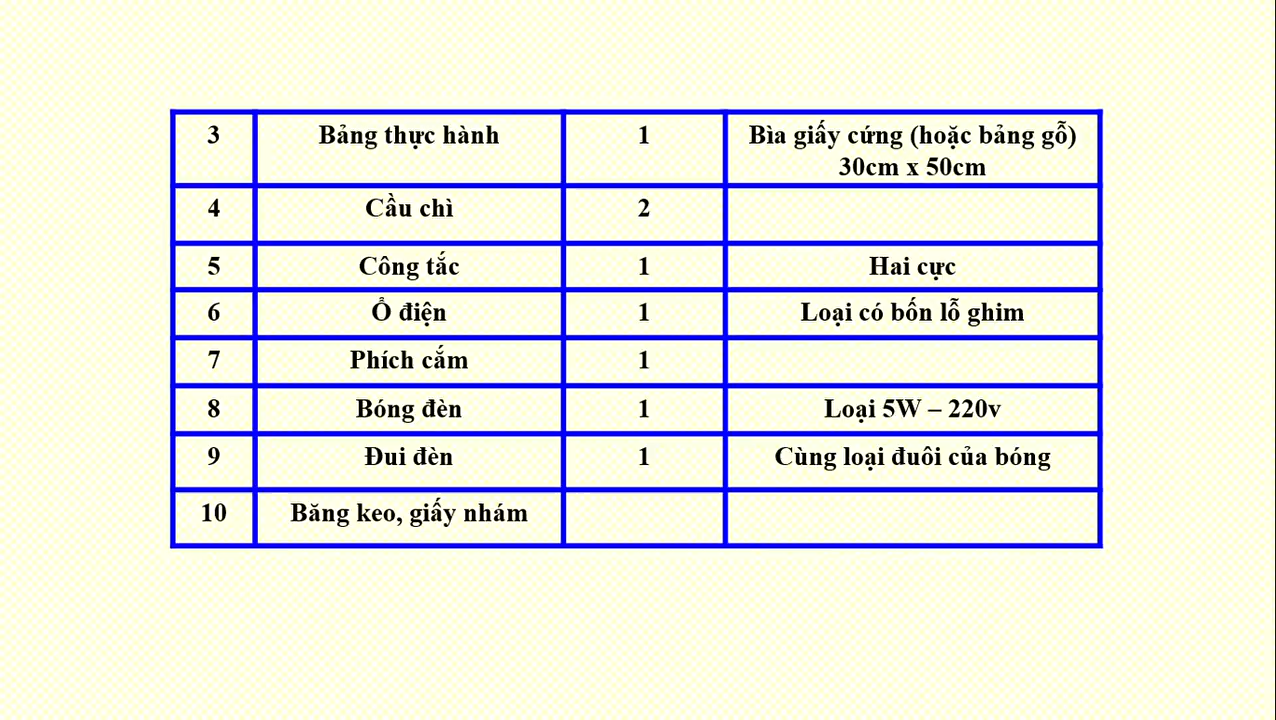 3 Bảng thực hành 1 Bìa giấy cứng (hoặc bảng gỗ)
30cm x 50cm
4 Cầu chì 2
5 Công tắc 1 Hai cực
6 Ổ điện 1 Loại có bốn lỗ ghim
7 Phích cắm 1
8 Bóng đèn 1 Loại 5W – 220v
9 Đui đèn 1 Cùng loại đuôi của bóng
10 Băng keo, giấy nhám